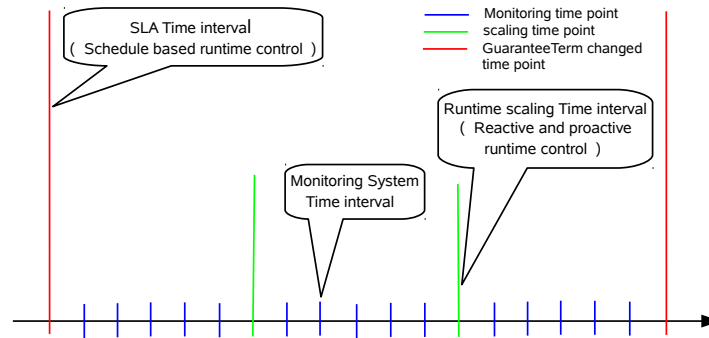 SLA Time interval
( Schedule based runtime control )
Monitoring time point
scaling time point
GuaranteeTerm changed
time point
Runtime scaling Time interval
( Reactive and proactive
runtime control )
Monitoring System
Time interval